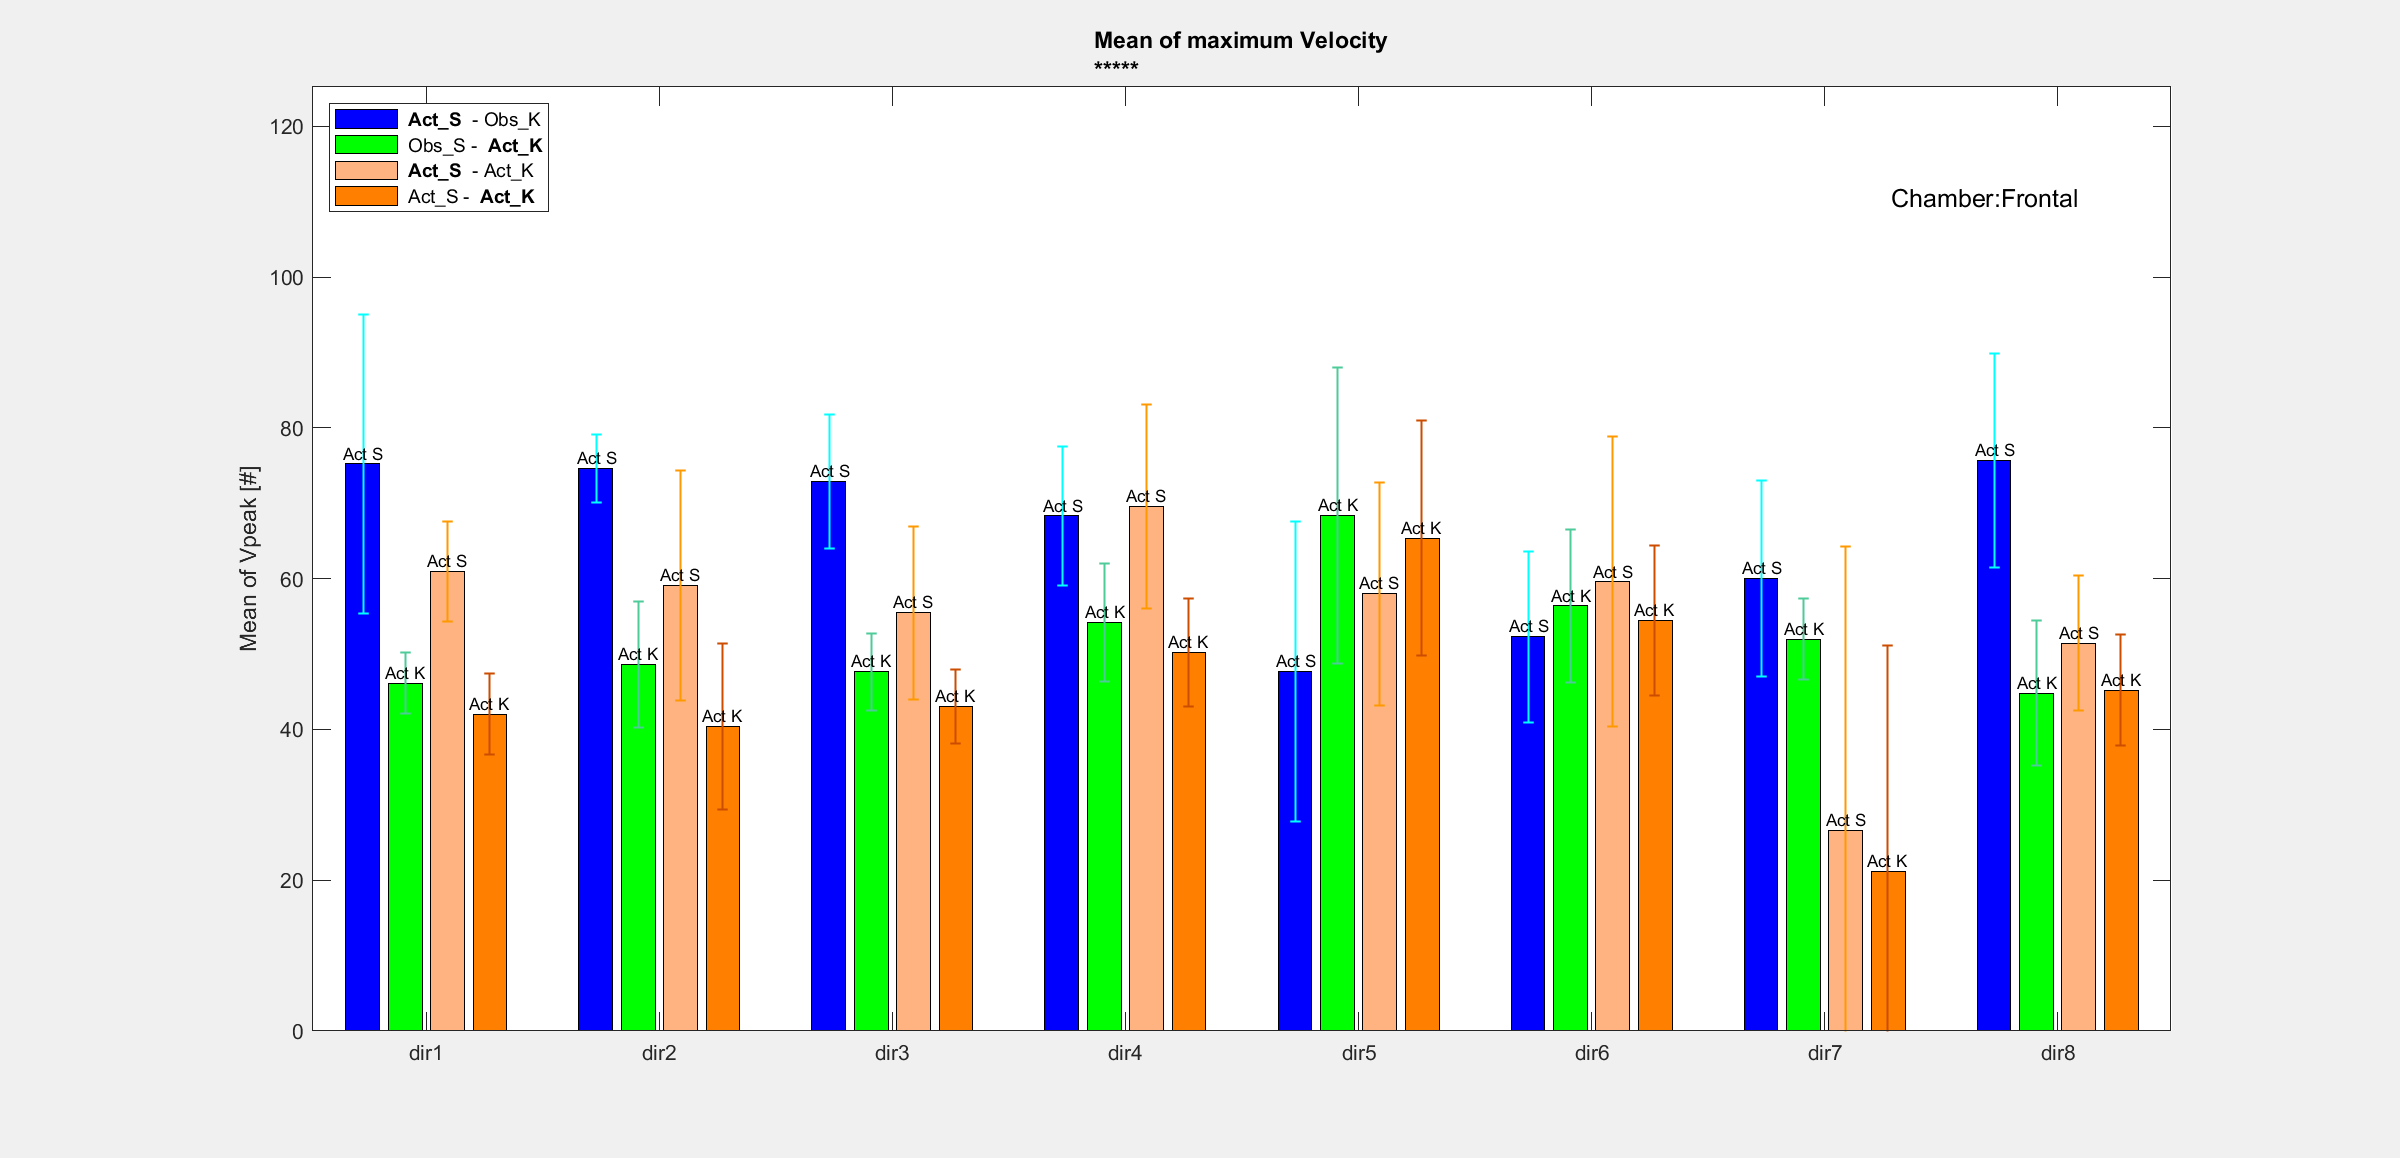 Mean of maximum Velocity
*****
Act_S - Obs_K
Obs_S - Act_K
Act_S - Act_K
Act_S - Act_K
Chamber:Frontal
Mean of Vpeak [#]
120
100
80
60
40
20
0
Act S
Act K
Act S
Act K
Act S
Act K
Act S
Act K
Act S
Act K
Act S
Act K
Act S
Act K
Act S
Act K
Act S
Act K
Act S
Act K
Act S
Act K
Act S
Act K
Act S
Act K
Act S
Act K
Act S
Act K
Act S
Act K
dir1
dir2
dir3
dir4
dir5
dir6
dir7
dir8